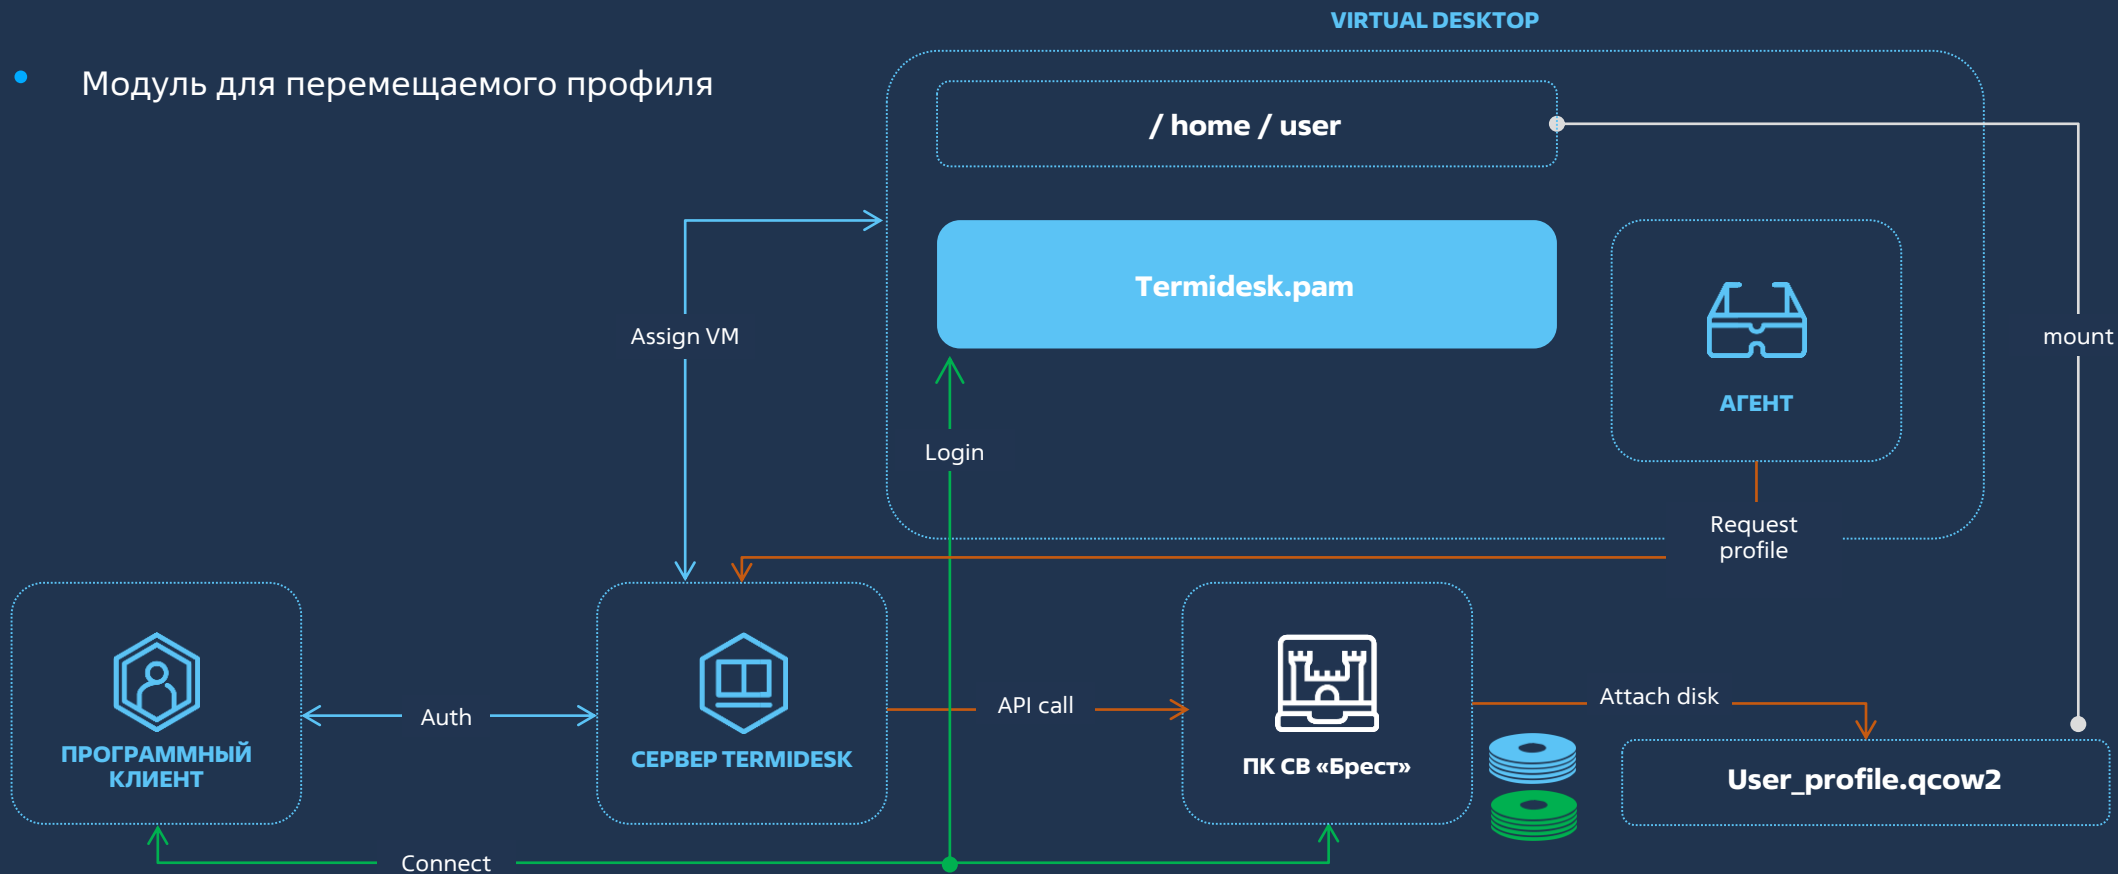 VIRTUAL DESKTOP
Модуль для перемещаемого профиля
/ home / user
Termidesk.pam
Assign VM
mount
АГЕНТ
Login
Request
profile
ПРОГРАММНЫЙ
КЛИЕНТ
Auth
СЕРВЕР TERMIDESK
API call
ПК СВ «Брест»
Attach disk
User_profile.qcow2
Connect